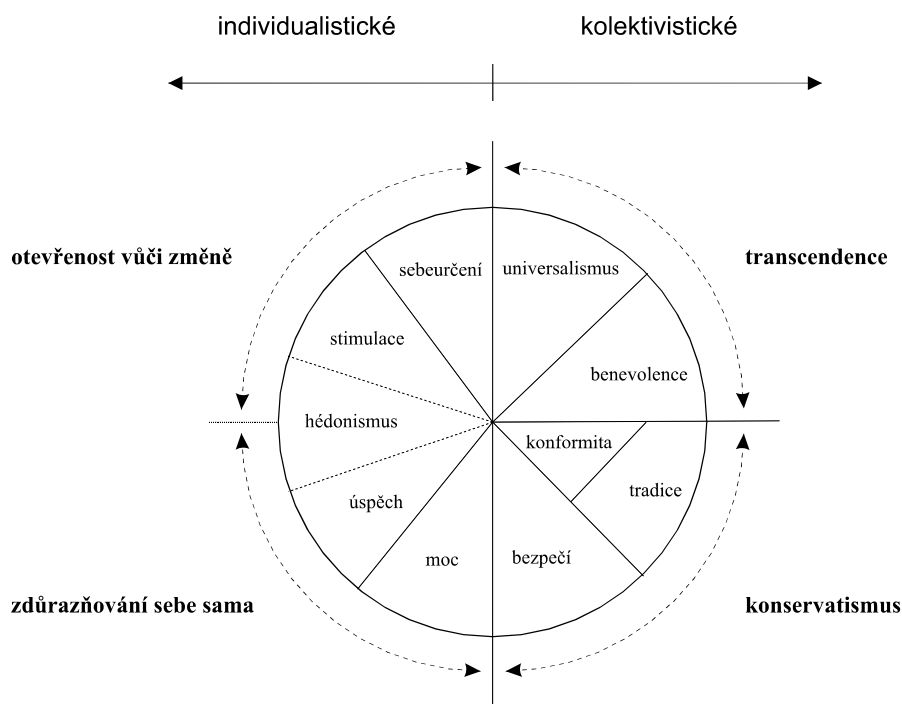 individualistické
kolektivistické
otevřenost vůči změně
sebeurčení
universalismus
transcendence
stimulace
benevolence
hédonismus
konformita
úspěch
tradice
moc
bezpečí
zdůrazňování sebe sama
konservatismus